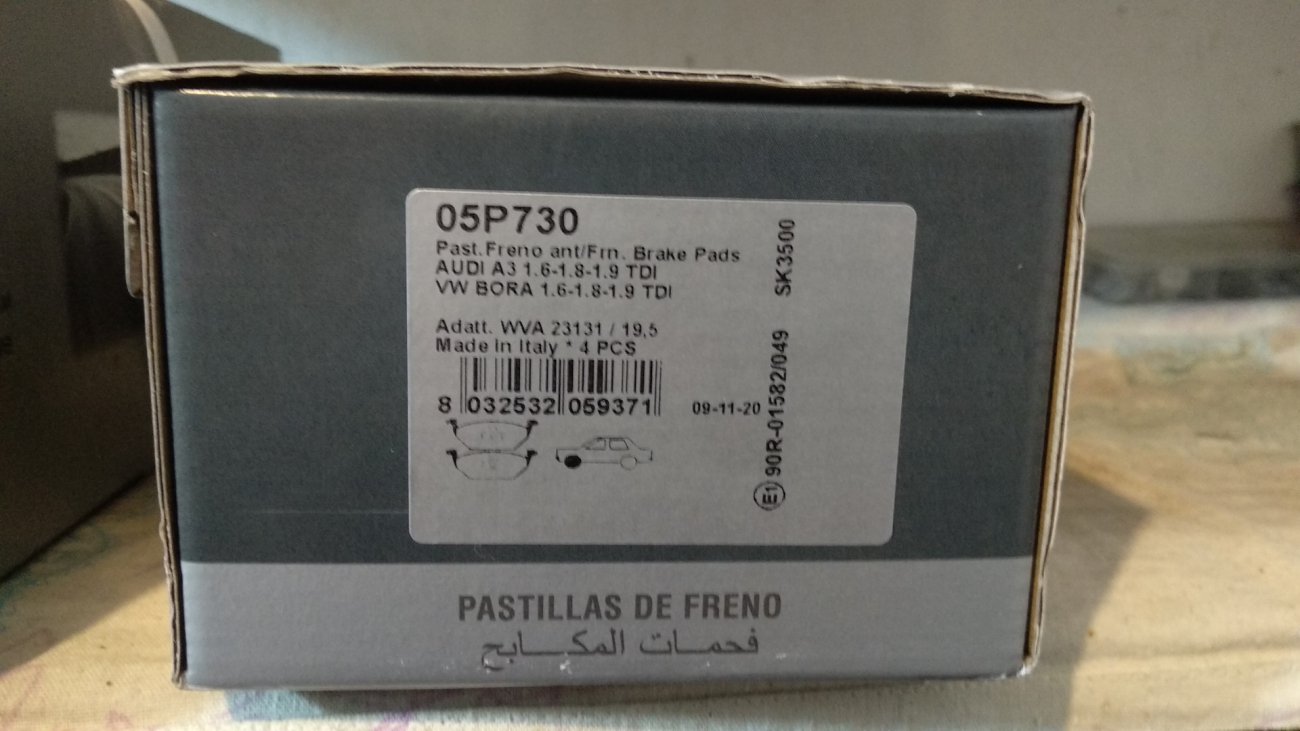 05P730
Past.Freno ant/Frn. Brake Pads
AUDI A3 1.6-1.8-1.9 TDI
VW BORA 1.6-1.8-1.9 TDI
Adatt. WVA 23131 / 19,5
Made In Italy * 4 PCS
8 032532 059371
09-11-20
E1 90R-01582/049 SK3500
PASTILLAS DE FRENO
فحمـات المكـابح